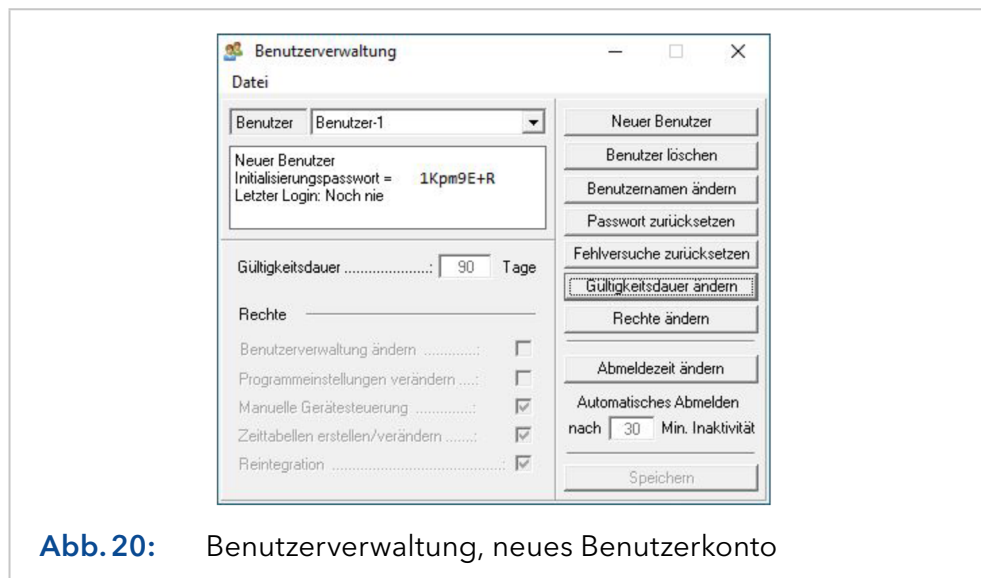 Benutzerverwaltung
Datei
Benutzer Benutzer-1
Neuer Benutzer
Initialisierungspasswort = 1Kpm9E+R
Letzter Login: Noch nie
Gültigkeitsdauer ....................: 90 Tage
Rechte
Benutzerverwaltung ändern .............:
Programmeinstellungen verändern ....:
Manuelle Gerätesteuerung ..............:
Zeittabellen erstellen/verändern .......:
Reintegration ........................................:
Neuer Benutzer
Benutzer löschen
Benutzernamen ändern
Passwort zurücksetzen
Fehlversuche zurücksetzen
Gültigkeitsdauer ändern
Rechte ändern
Abmeldezeit ändern
Automatisches Abmelden
nach 30 Min. Inaktivität
Speichern
Abb. 20: Benutzerverwaltung, neues Benutzerkonto